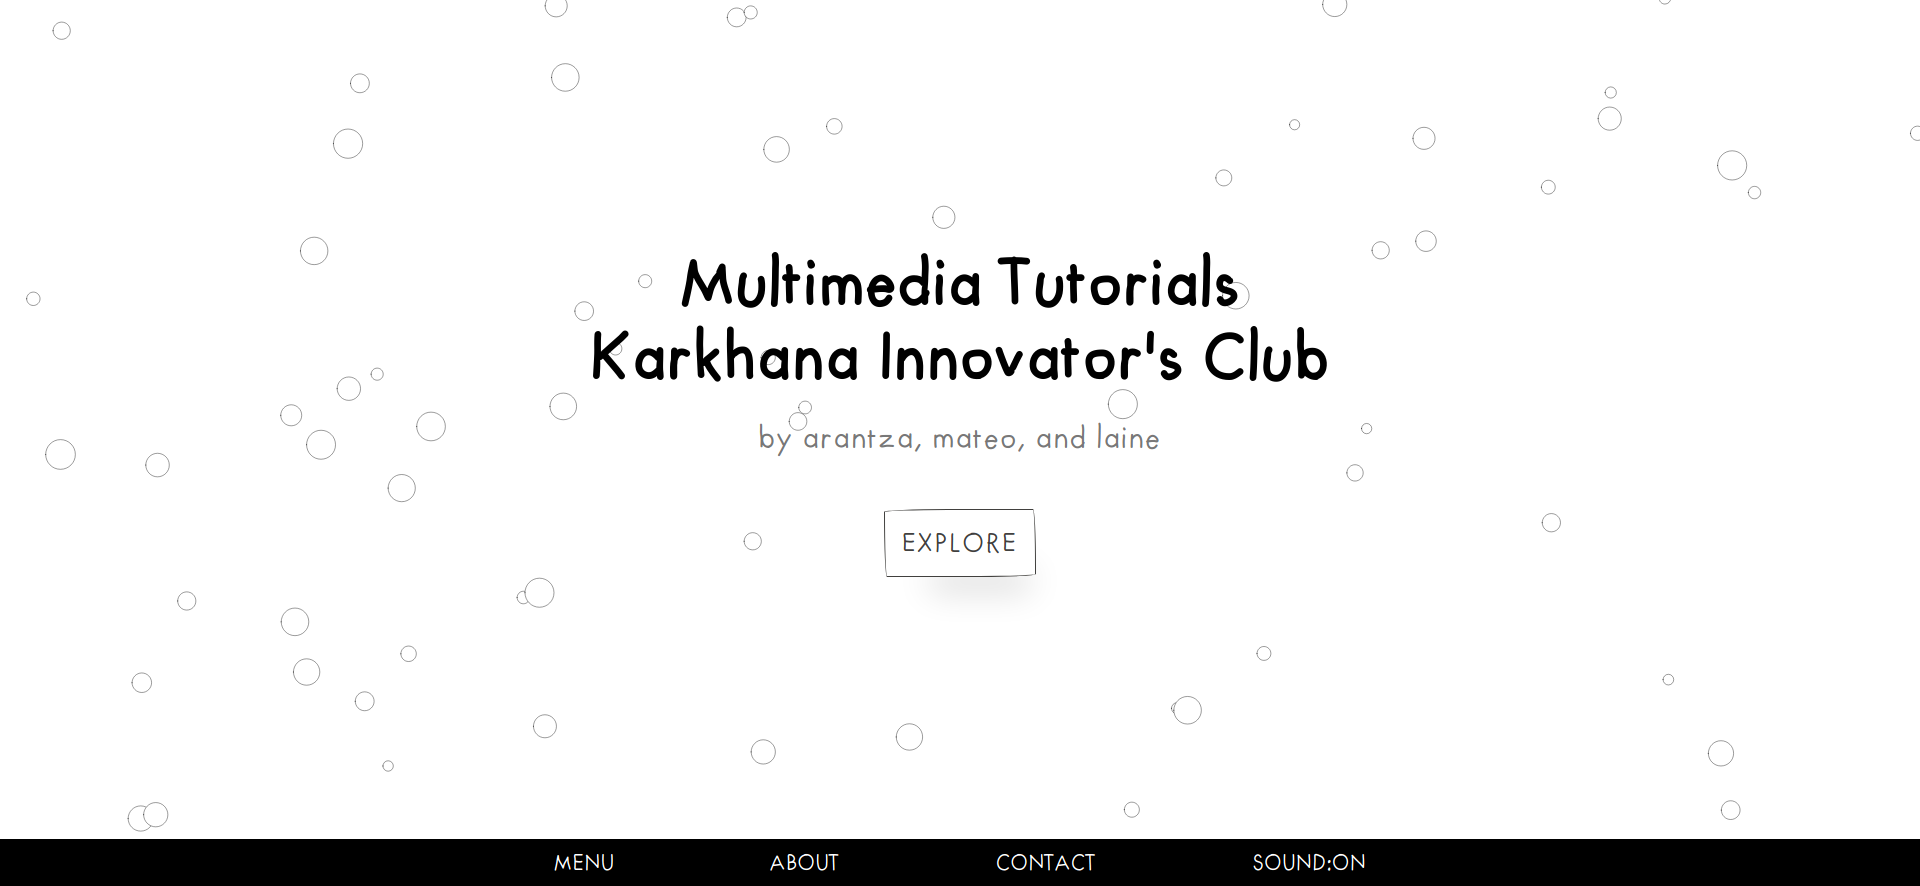 Multimedia Tutorials
Karkhana Innovator's Club
by arantza, mateo, and laine
EXPLORE
MENU ABOUT CONTACT SOUND:ON